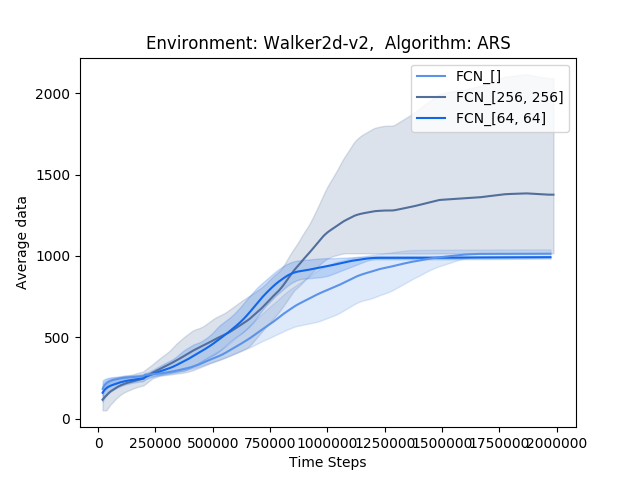 Environment: Walker2d-v2,  Algorithm: ARS
FCN_[]
FCN_[256, 256]
FCN_[64, 64]
Average data
2000
1500
1000
500
0
0 250000 500000 750000 1000000 1250000 1500000 1750000 2000000
Time Steps